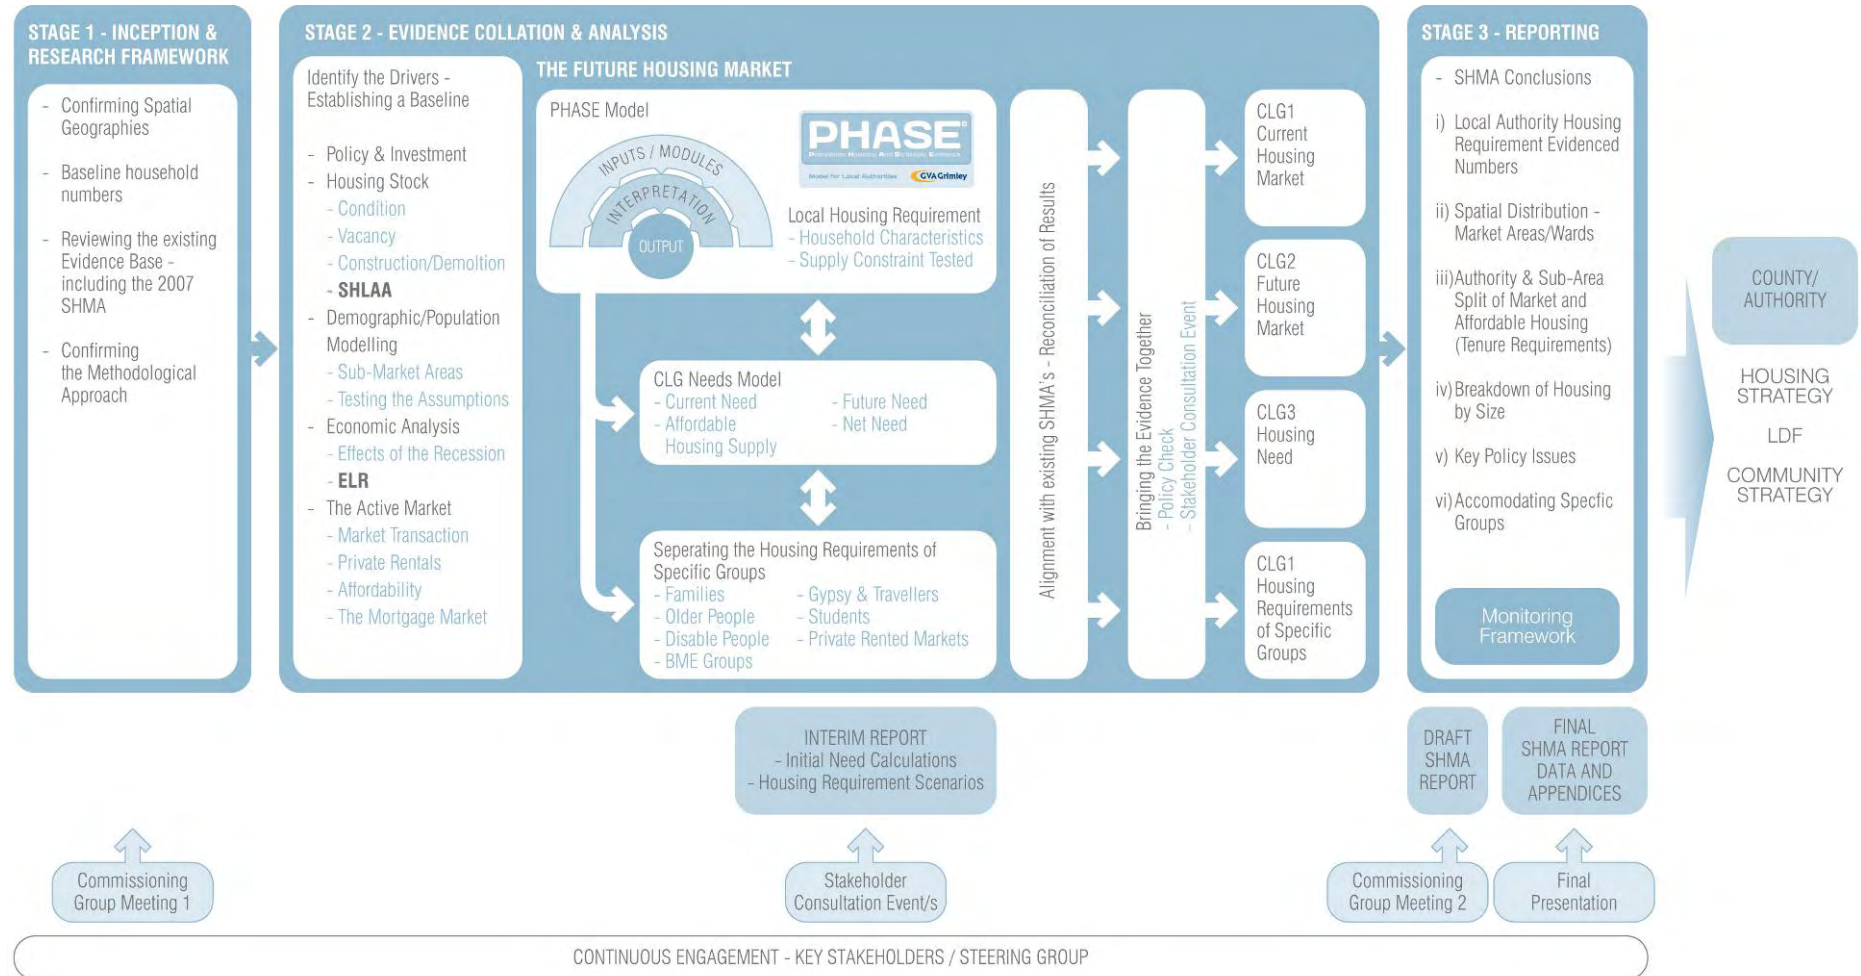 STAGE 1 - INCEPTION &
RESEARCH FRAMEWORK
- Confirming Spatial
Geographies
- Baseline household
numbers
- Reviewing the existing
Evidence Base -
including the 2007
SHMA
- Confirming
the Methodological
Approach
STAGE 2 - EVIDENCE COLLATION & ANALYSIS
Identify the Drivers -
Establishing a Baseline
- Policy & Investment
- Housing Stock
- Condition
- Vacancy
- Construction/Demoltion
- SHLAA
- Demographic/Population
Modelling
- Sub-Market Areas
- Testing the Assumptions
- Economic Analysis
- Effects of the Recession
- ELR
- The Active Market
- Market Transaction
- Private Rentals
- Affordability
- The Mortgage Market
THE FUTURE HOUSING MARKET
PHASE Model
INPUTS / MODULES
INTERPRETATION
OUTPUT
PHASE
Model for Local Authorities
GVA Grimley
Local Housing Requirement
- Household Characteristics
- Supply Constraint Tested
CLG Needs Model
- Current Need
- Affordable
Housing Supply
- Future Need
- Net Need
Seperating the Housing Requirements of
Specific Groups
- Families
- Older People
- Disable People
- BME Groups
- Gypsy & Travellers
- Students
- Private Rented Markets
Alignment with existing SHMA's - Reconciliation of Results
Bringing the Evidence Together
- Policy Check
- Stakeholder Consultation Event
CLG1
Current
Housing
Market
CLG2
Future
Housing
Market
CLG3
Housing
Need
CLG1
Housing
Requirements
of Specific
Groups
STAGE 3 - REPORTING
- SHMA Conclusions
i) Local Authority Housing
Requirement Evidenced
Numbers
ii) Spatial Distribution -
Market Areas/Wards
iii) Authority & Sub-Area
Split of Market and
Affordable Housing
(Tenure Requirements)
iv) Breakdown of Housing
by Size
v) Key Policy Issues
vi) Accomodating Specfic
Groups
Monitoring
Framework
COUNTY/
AUTHORITY
HOUSING
STRATEGY
LDF
COMMUNITY
STRATEGY
INTERIM REPORT
- Initial Need Calculations
- Housing Requirement Scenarios
DRAFT
SHMA
REPORT
FINAL
SHMA REPORT
DATA AND
APPENDICES
Commissioning
Group Meeting 1
Stakeholder
Consultation Event/s
Commissioning
Group Meeting 2
Final
Presentation
CONTINUOUS ENGAGEMENT - KEY STAKEHOLDERS / STEERING GROUP